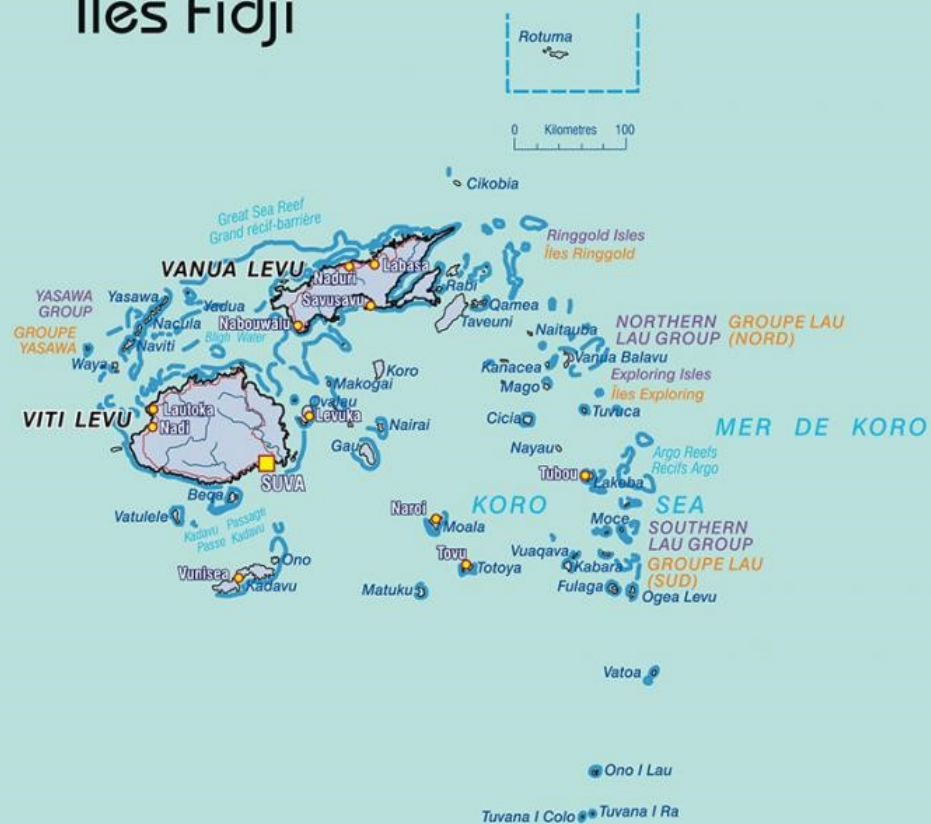 Îles Fidji
Rotuma
0 Kilometres 100
Cikobia
Great Sea Reef
Grand récif-barrière
Ringgold Isles
Îles Ringgold
VANUA LEVU
Labasa
Naduri
Rabi
YASAWA
GROUP
Yasawa
Yadua
Savusavu
Qamea
Taveuni
GROUPE
YASAWA
Nacula
Nabouwalu
Naviti
Bligh Water
Naitauba
NORTHERN
LAU GROUP
GROUPE LAU
(NORD)
Waya
Koro
Kanacea
Vanua Balavu
Makogai
Mago
Exploring Isles
Îles Exploring
Ovalau
VITI LEVU
Lautoka
Levuka
Cicia
Tuvuca
Nadi
Nairai
MER DE KORO
Gau
Nayau
Argo Reefs
Récifs Argo
SUVA
Tubou
Lakeba
Beqa
Naroi
KORO SEA
Vatulele
Kadavu Passage
Passe Kadavu
Moala
Moce
SOUTHERN
LAU GROUP
Ono
Tovu
Vuaqava
Vunisea
Totoya
Kabara
GROUPE LAU
(SUD)
Kadavu
Matuku
Fulaga
Ogea Levu
Vatoa
Ono I Lau
Tuvana I Colo
Tuvana I Ra